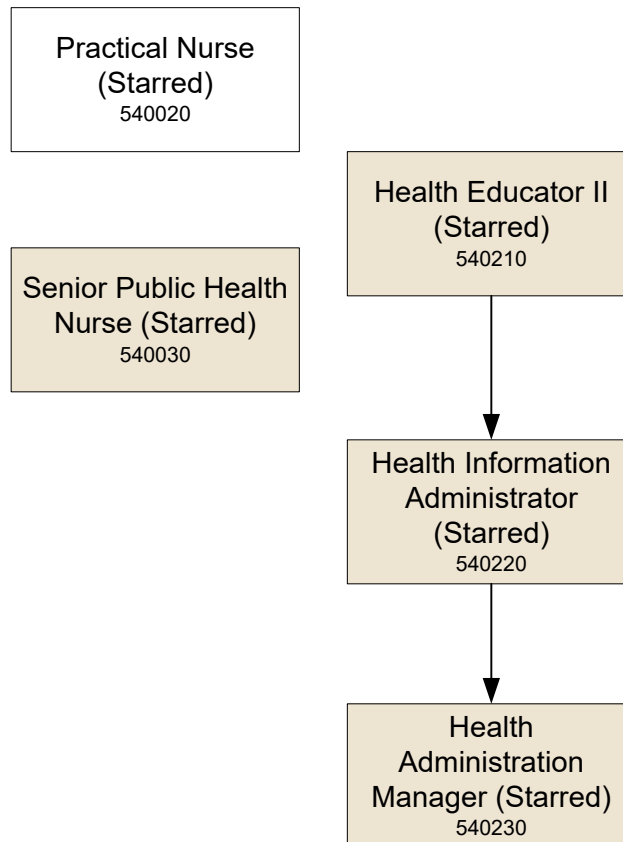 Practical Nurse
(Starred)
540020
Health Educator II
(Starred)
540210
Senior Public Health
Nurse (Starred)
540030
Health Information
Administrator
(Starred)
540220
Health
Administration
Manager (Starred)
540230